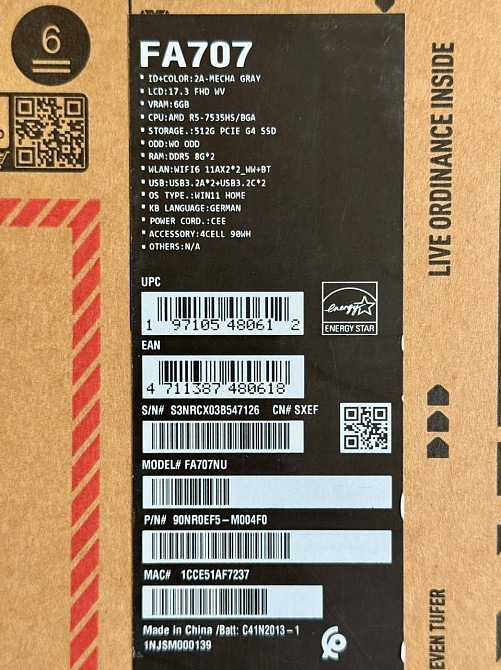 6
FA707
• ID+COLOR:2A-MECHA GRAY
• LCD:17.3 FHD WV
• VRAM:6GB
• CPU:AMD R5-7535HS/BGA
• STORAGE.:512G PCIE G4 SSD
• ODD:WO ODD
• RAM:DDR5 8G*2
• WLAN:WIFI6 11AX2*2_WW+BT
• USB:USB3.2A*2+USB3.2C*2
• OS TYPE.:WIN11 HOME
• KB LANGUAGE:GERMAN
• POWER CORD.:CEE
• ACCESSORY:4CELL 90WH
• OTHERS:N/A
UPC
1 97105 48061 2
energy
ENERGY STAR
EAN
4 711387 480618
S/N# S3NRCX03B547126 CN# SXEF
MODEL# FA707NU
P/N# 90NR0EF5-M004F0
MAC# 1CCE51AF7237
Made in China /Batt: C41N2013-1
1NJSM000139
LIVE ORDINANCE INSIDE
EVEN TUFER